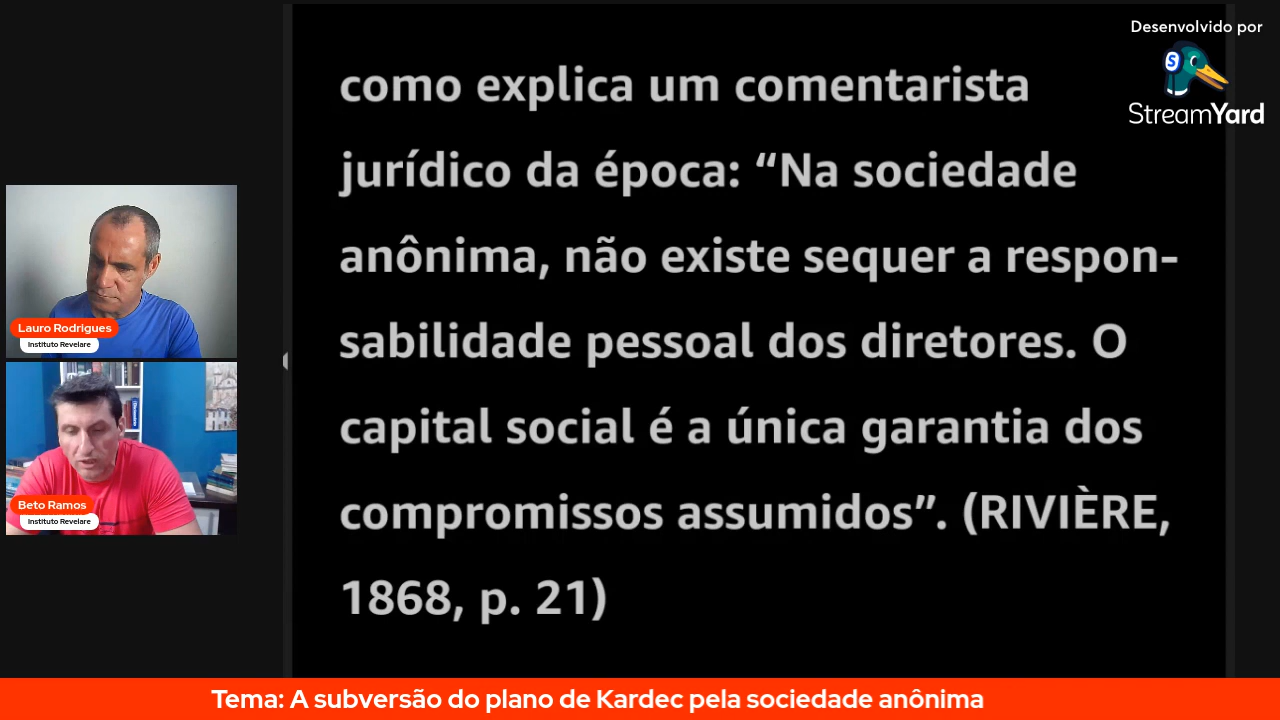 Desenvolvido por
StreamYard
como explica um comentarista
jurídico da época: “Na sociedade
anônima, não existe sequer a respon-
sabilidade pessoal dos diretores. O
capital social é a única garantia dos
compromissos assumidos”. (RIVIÈRE,
1868, p. 21)
Lauro Rodrigues
Instituto Revelare
Beto Ramos
Instituto Revelare
Tema: A subversão do plano de Kardec pela sociedade anônima